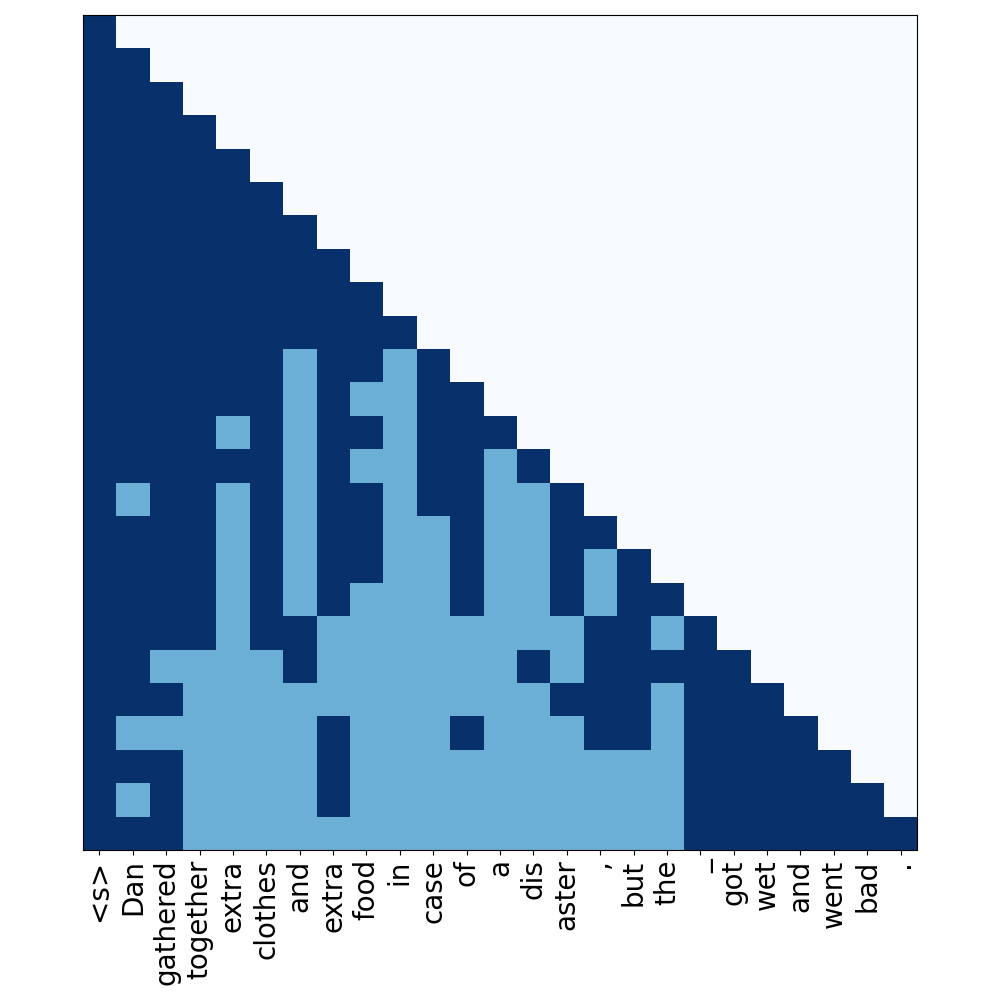 <s>
Dan
gathered
together
extra
clothes
and
extra
food
in
case
of
a
dis
aster
,
but
the
_
got
wet
and
went
bad
.